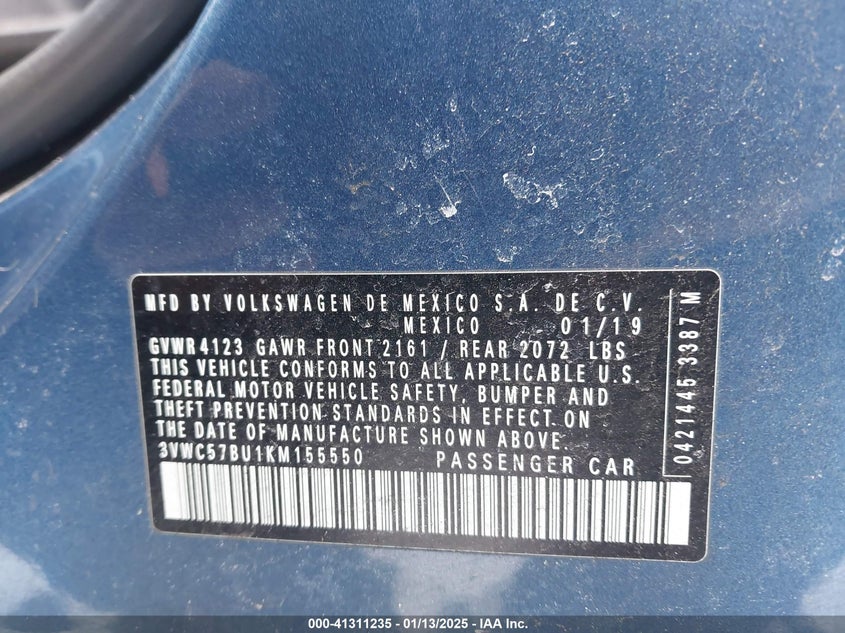 MFD BY VOLKSWAGEN DE MEXICO S.A. DE C.V.
MEXICO 01/19
GVWR 4123 GAWR FRONT 2161 / REAR 2072 LBS
THIS VEHICLE CONFORMS TO ALL APPLICABLE U.S.
FEDERAL MOTOR VEHICLE SAFETY, BUMPER AND
THEFT PREVENTION STANDARDS IN EFFECT ON
THE DATE OF MANUFACTURE SHOWN ABOVE.
3VWC57BU1KM155550 PASSENGER CAR
0421445 3387 M
000-41311235 - 01/13/2025 - IAA Inc.